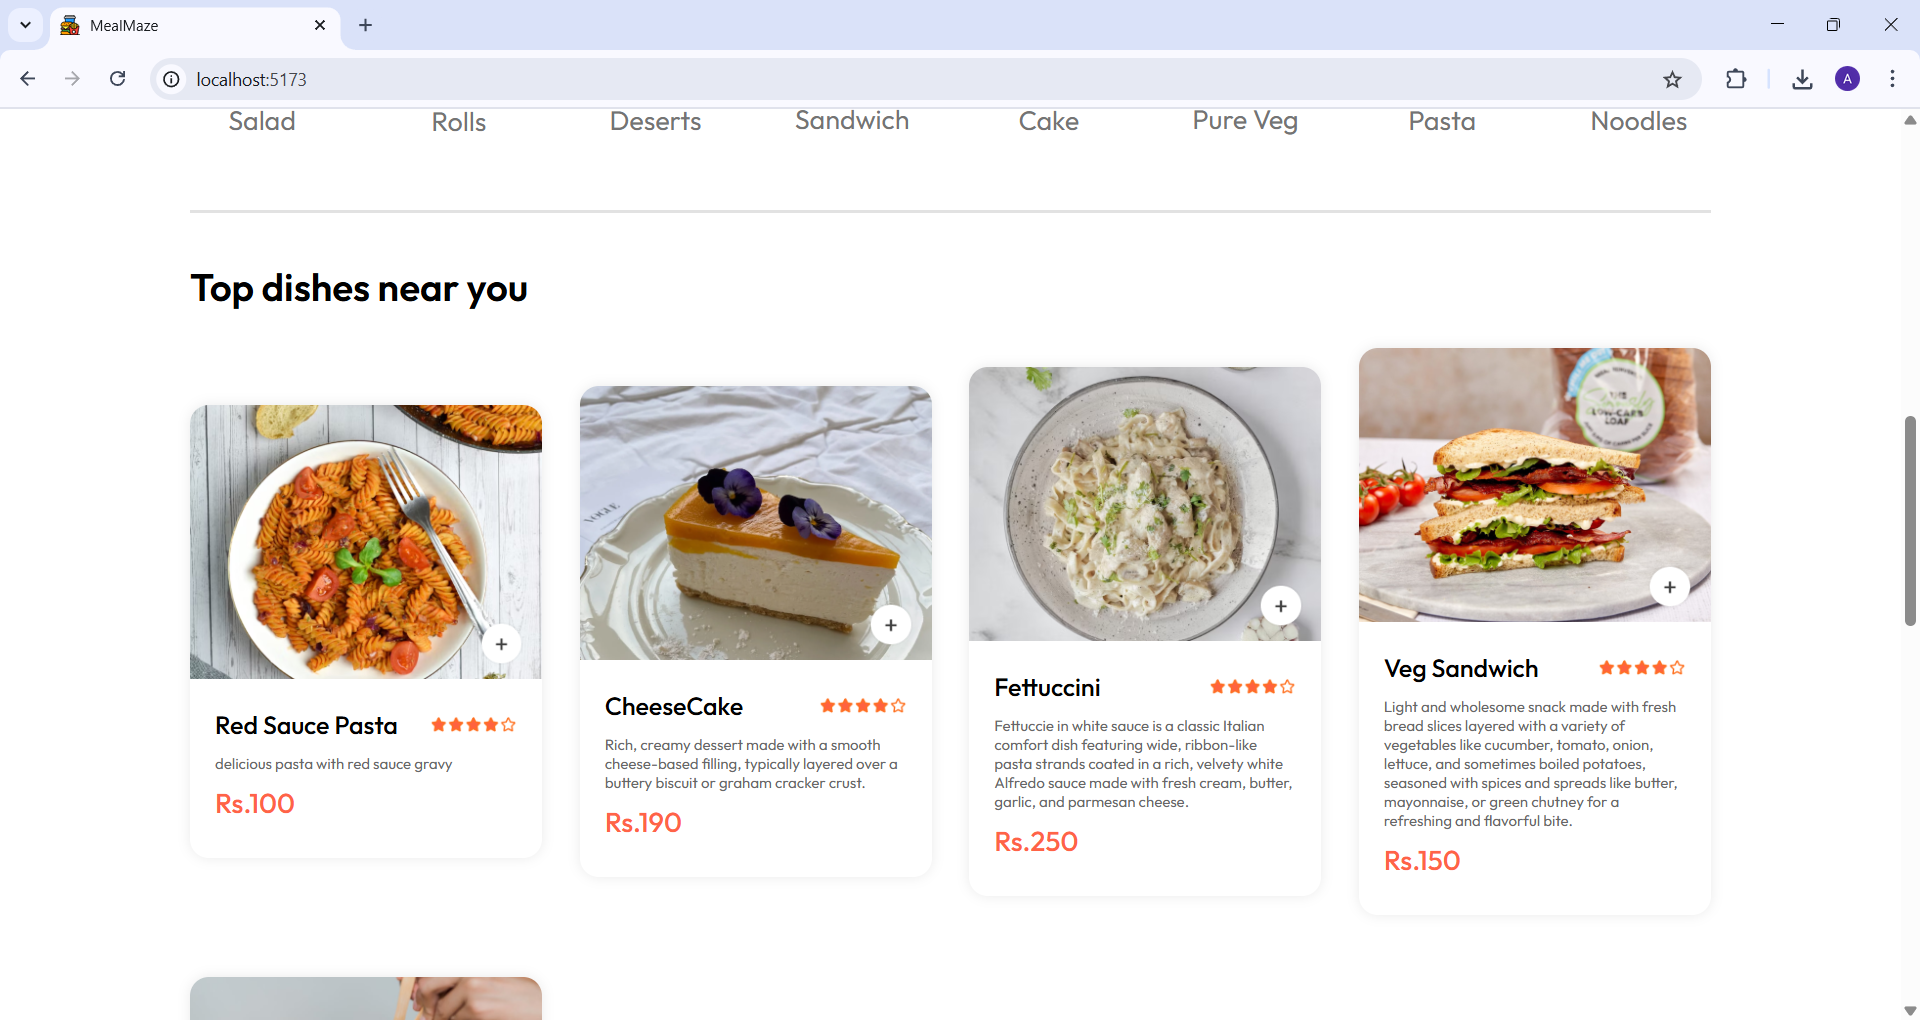 MealMaze
localhost:5173
A
Salad Rolls Deserts Sandwich Cake Pure Veg Pasta Noodles
Top dishes near you
VOGUE
LOW-CARB
LOAF
Red Sauce Pasta
delicious pasta with red sauce gravy
Rs.100
CheeseCake
Rich, creamy dessert made with a smooth
cheese-based filling, typically layered over a
buttery biscuit or graham cracker crust.
Rs.190
Fettuccini
Fettuccie in white sauce is a classic Italian
comfort dish featuring wide, ribbon-like
pasta strands coated in a rich, velvety white
Alfredo sauce made with fresh cream, butter,
garlic, and parmesan cheese.
Rs.250
Veg Sandwich
Light and wholesome snack made with fresh
bread slices layered with a variety of
vegetables like cucumber, tomato, onion,
lettuce, and sometimes boiled potatoes,
seasoned with spices and spreads like butter,
mayonnaise, or green chutney for a
refreshing and flavorful bite.
Rs.150